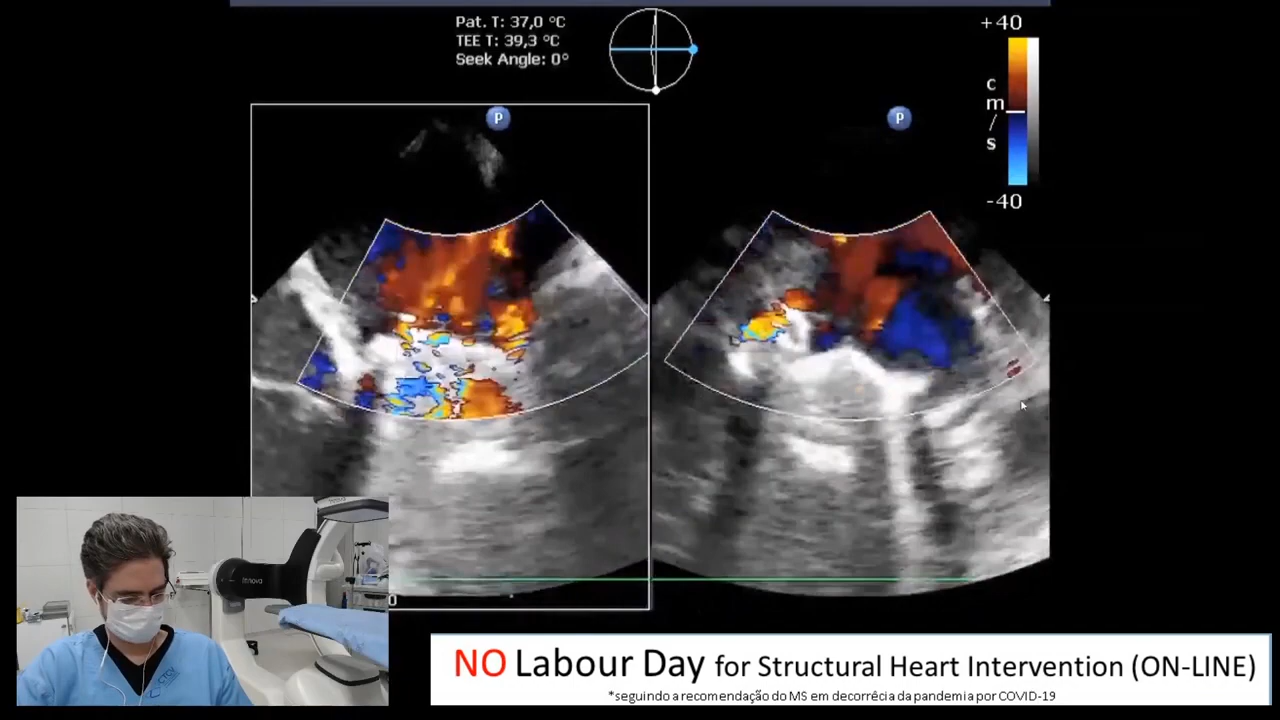 Pat. T: 37,0 °C
TEE T: 39,3 °C
Seek Angle: 0°
+40
c
m
/
s
-40
P
P
0
NO Labour Day for Structural Heart Intervention (ON-LINE)
*seguindo a recomendação do MS em decorrêcia da pandemia por COVID-19